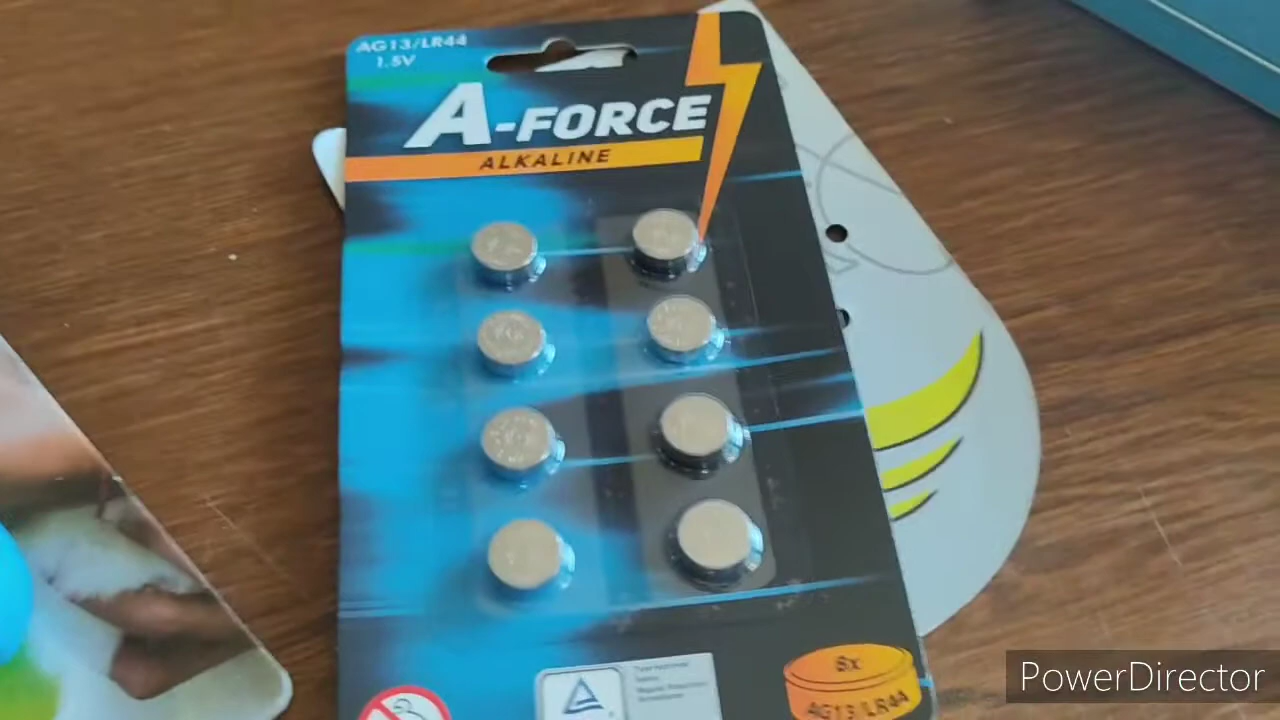 AG13/LR44
1.5V
A-FORCE
ALKALINE
8x
AG13/LR44
PowerDirector